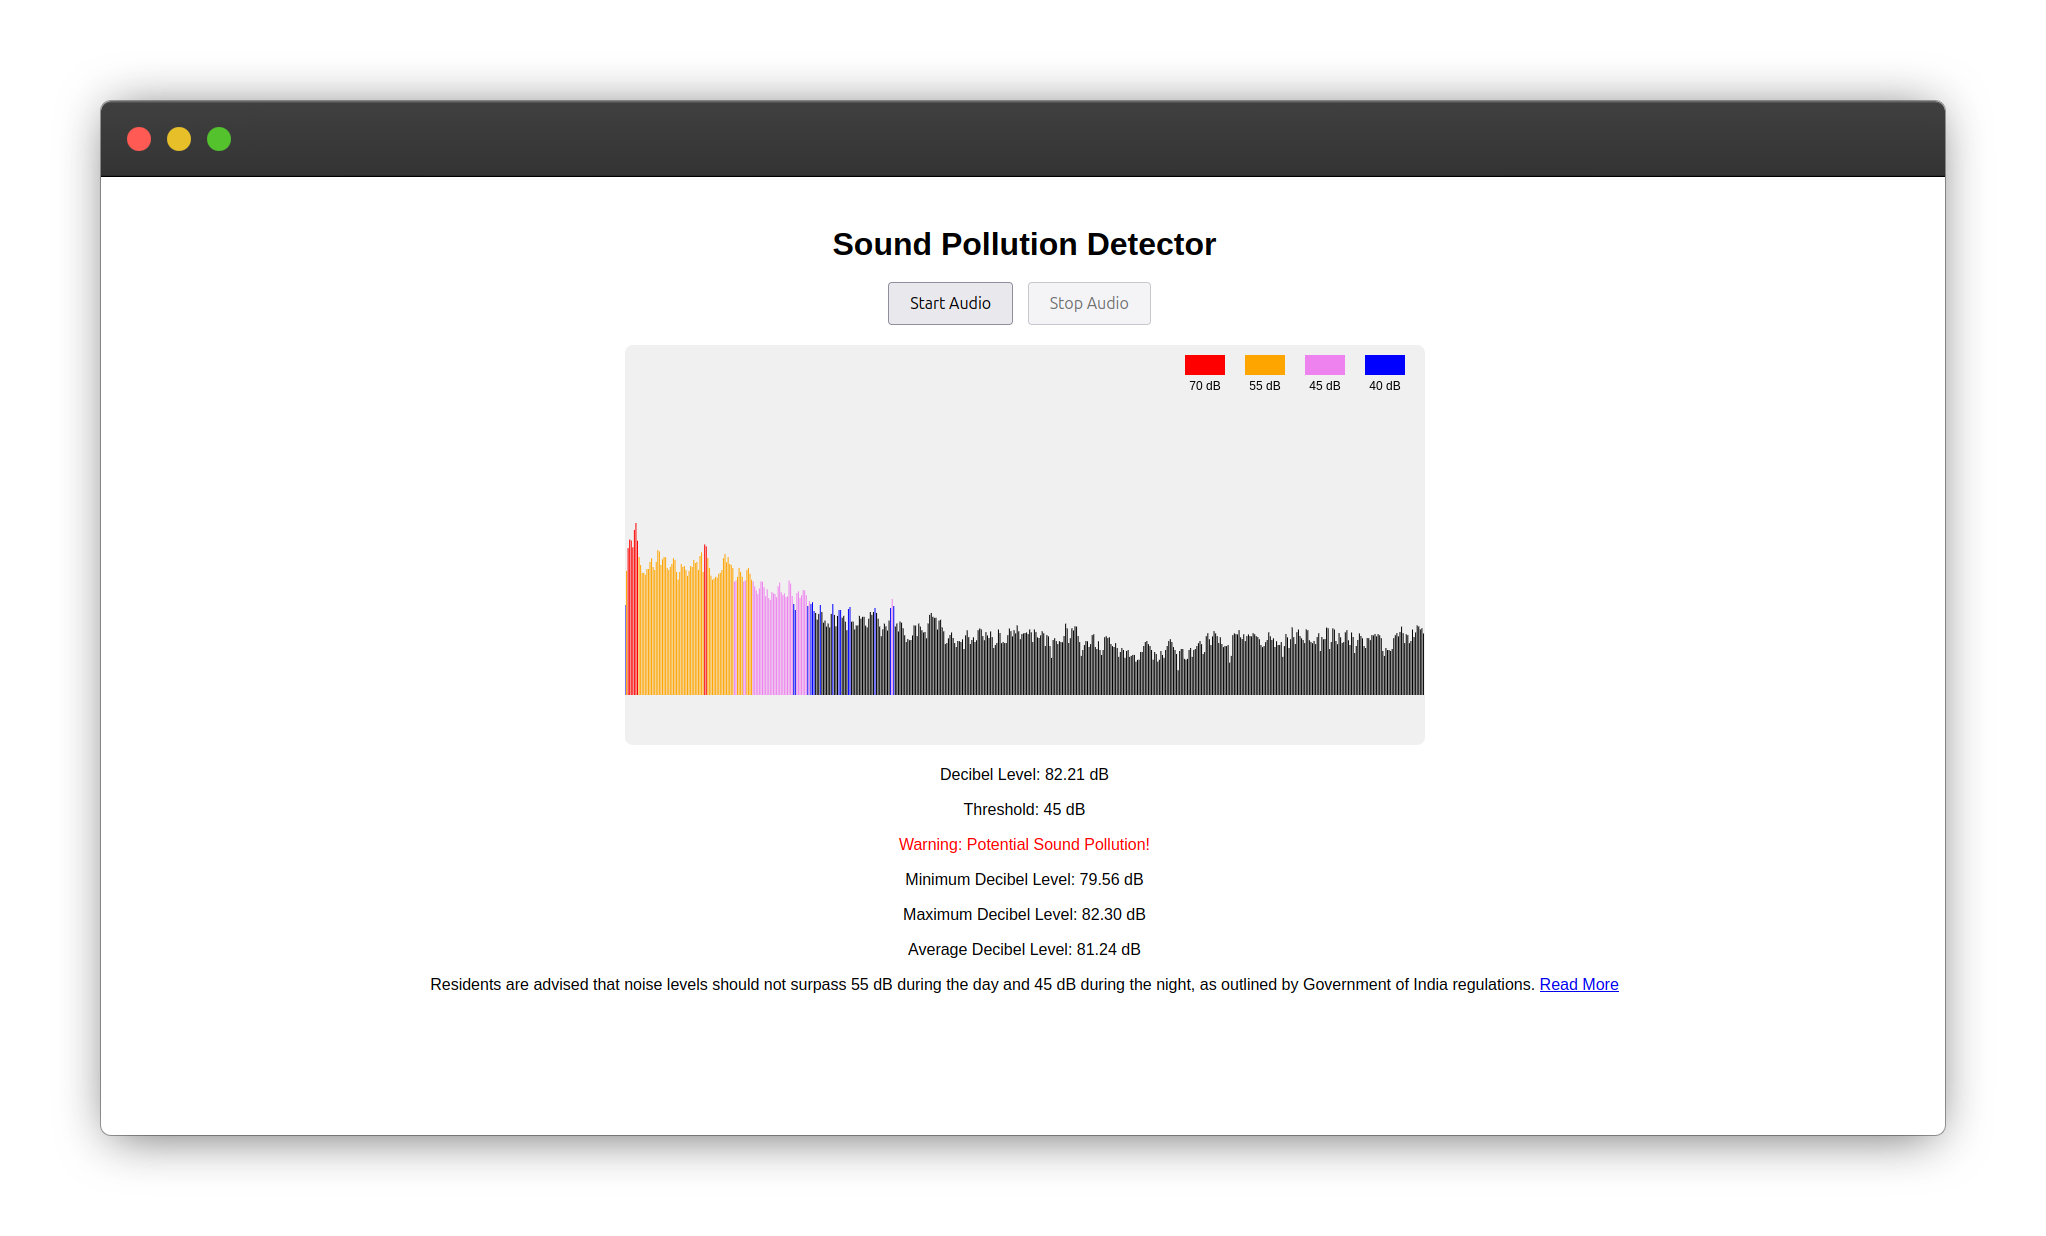 Sound Pollution Detector
Start Audio Stop Audio
70 dB 55 dB 45 dB 40 dB
Decibel Level: 82.21 dB
Threshold: 45 dB
Warning: Potential Sound Pollution!
Minimum Decibel Level: 79.56 dB
Maximum Decibel Level: 82.30 dB
Average Decibel Level: 81.24 dB
Residents are advised that noise levels should not surpass 55 dB during the day and 45 dB during the night, as outlined by Government of India regulations. Read More